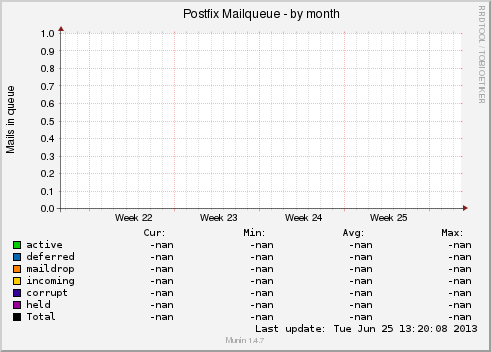 Postfix Mailqueue - by month
RRDTOOL / TOBI OETIKER
Mails in queue
1.0
0.9
0.8
0.7
0.6
0.5
0.4
0.3
0.2
0.1
0.0
Week 22 Week 23 Week 24 Week 25
Cur: Min: Avg: Max:
active -nan -nan -nan -nan
deferred -nan -nan -nan -nan
maildrop -nan -nan -nan -nan
incoming -nan -nan -nan -nan
corrupt -nan -nan -nan -nan
held -nan -nan -nan -nan
Total -nan -nan -nan -nan
Last update: Tue Jun 25 13:20:08 2013
Munin 1.4.7